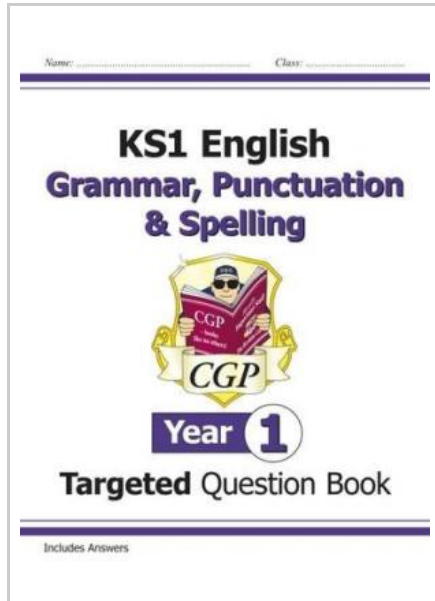 Name: ........................................ Class: ........................
KS1 English
Grammar, Punctuation
& Spelling
CGP
CGP
Year 1
Targeted Question Book
Includes Answers